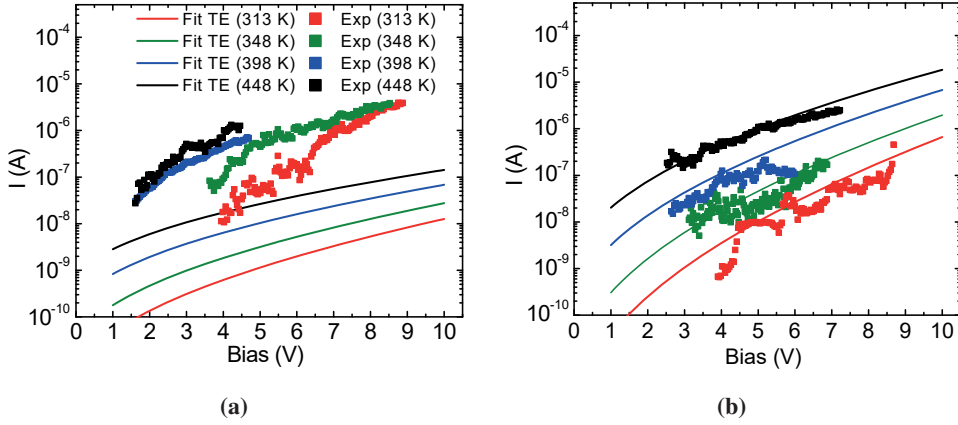 Fit TE (313 K) Exp (313 K)
Fit TE (348 K) Exp (348 K)
Fit TE (398 K) Exp (398 K)
Fit TE (448 K) Exp (448 K)
I (A)
10⁻⁴
10⁻⁵
10⁻⁶
10⁻⁷
10⁻⁸
10⁻⁹
10⁻¹⁰
0 1 2 3 4 5 6 7 8 9 10
Bias (V)
(a)
I (A)
10⁻⁴
10⁻⁵
10⁻⁶
10⁻⁷
10⁻⁸
10⁻⁹
10⁻¹⁰
0 1 2 3 4 5 6 7 8 9 10
Bias (V)
(b)